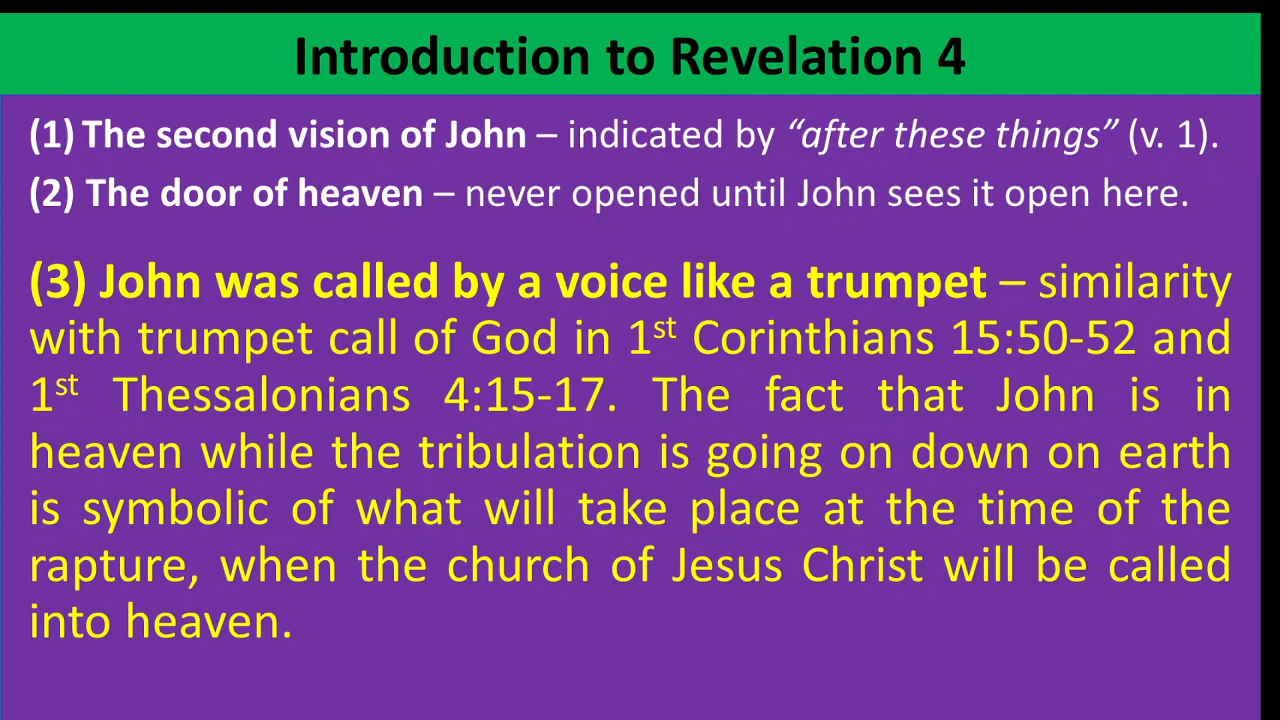 Introduction to Revelation 4
(1) The second vision of John – indicated by “after these things” (v. 1).
(2) The door of heaven – never opened until John sees it open here.
(3) John was called by a voice like a trumpet – similarity
with trumpet call of God in 1st Corinthians 15:50-52 and
1st Thessalonians 4:15-17. The fact that John is in
heaven while the tribulation is going on down on earth
is symbolic of what will take place at the time of the
rapture, when the church of Jesus Christ will be called
into heaven.